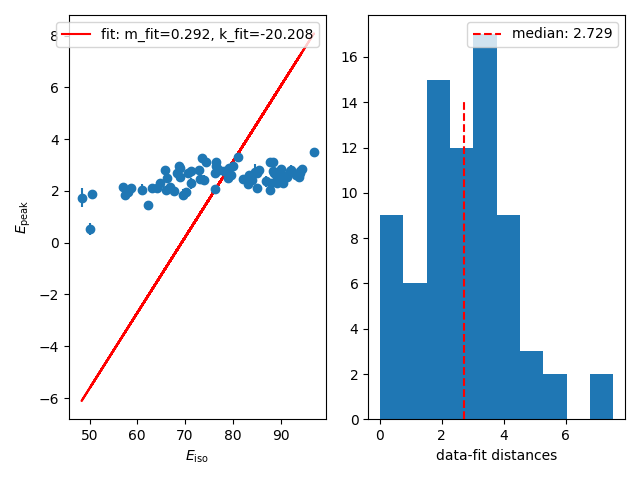 fit: m_fit=0.292, k_fit=-20.208
8
6
4
2
0
−2
−4
−6
E_peak
50 60 70 80 90
E_iso
median: 2.729
16
14
12
10
8
6
4
2
0
0 2 4 6
data-fit distances